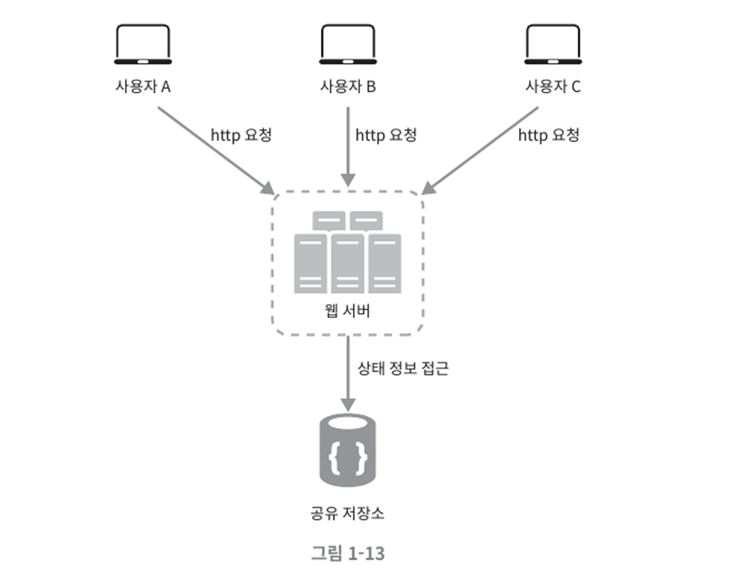 사용자 A
사용자 B
사용자 C
http 요청
http 요청
http 요청
웹 서버
상태 정보 접근
{ }
공유 저장소
그림 1-13